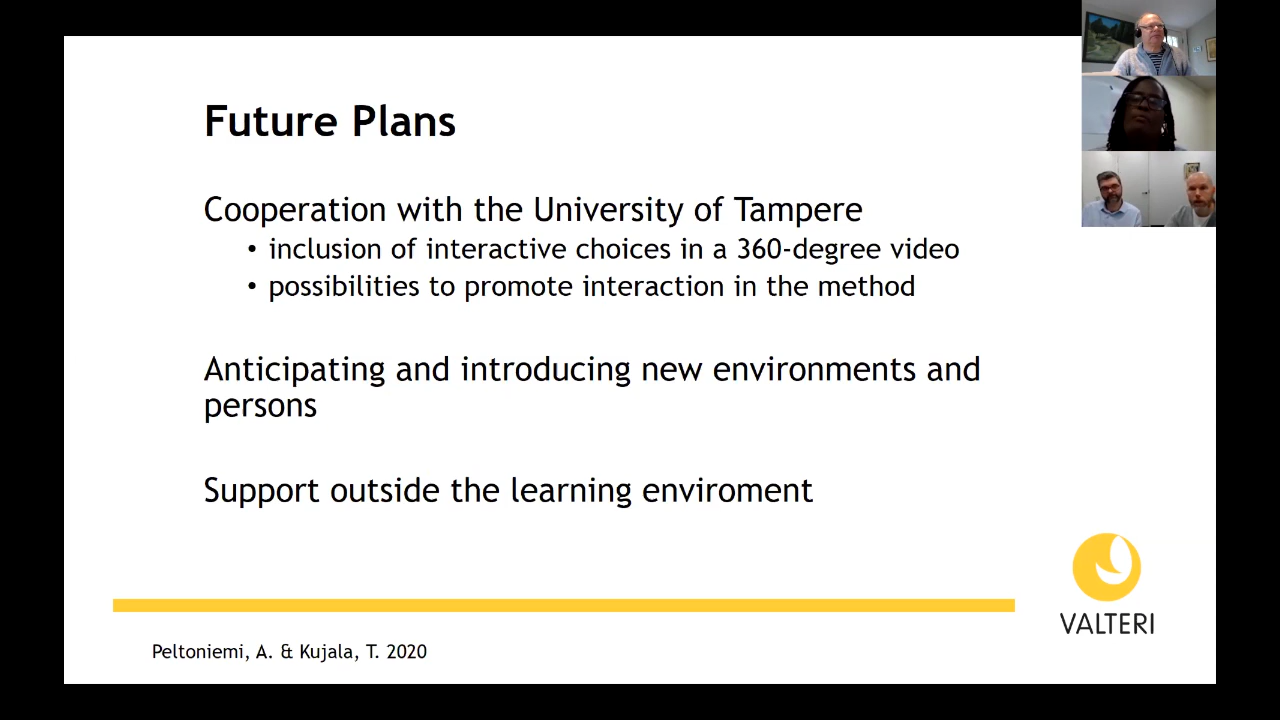 Future Plans
Cooperation with the University of Tampere
• inclusion of interactive choices in a 360-degree video
• possibilities to promote interaction in the method
Anticipating and introducing new environments and
persons
Support outside the learning enviroment
VALTERI
Peltoniemi, A. & Kujala, T. 2020